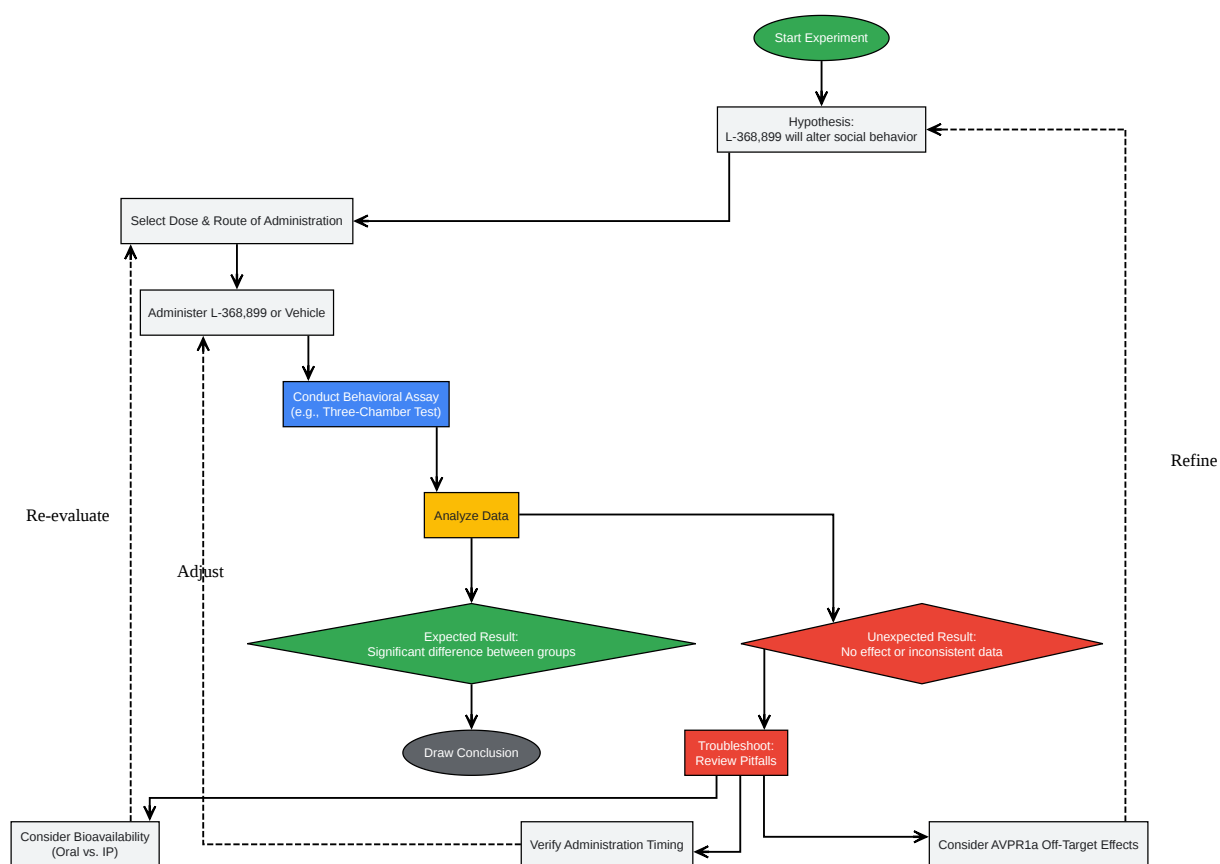 Start Experiment
Hypothesis:
L-368,899 will alter social behavior
Select Dose & Route of Administration
Administer L-368,899 or Vehicle
Conduct Behavioral Assay
(e.g., Three-Chamber Test)
Refine
Re-evaluate
Analyze Data
Adjust
Expected Result:
Significant difference between groups
Unexpected Result:
No effect or inconsistent data
Draw Conclusion
Troubleshoot:
Review Pitfalls
Consider Bioavailability
(Oral vs. IP)
Verify Administration Timing
Consider AVPR1a Off-Target Effects